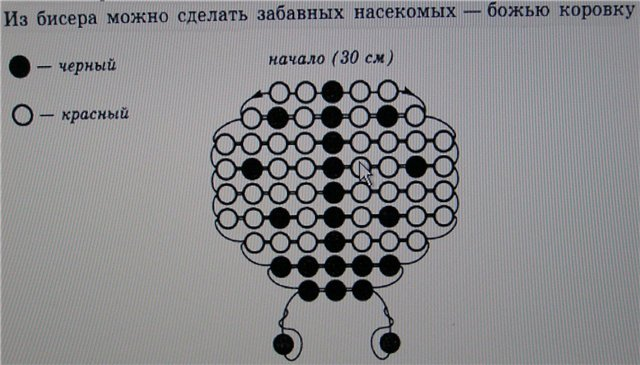 Из бисера можно сделать забавных насекомых — божью коровку
начало (30 см)
— черный
— красный